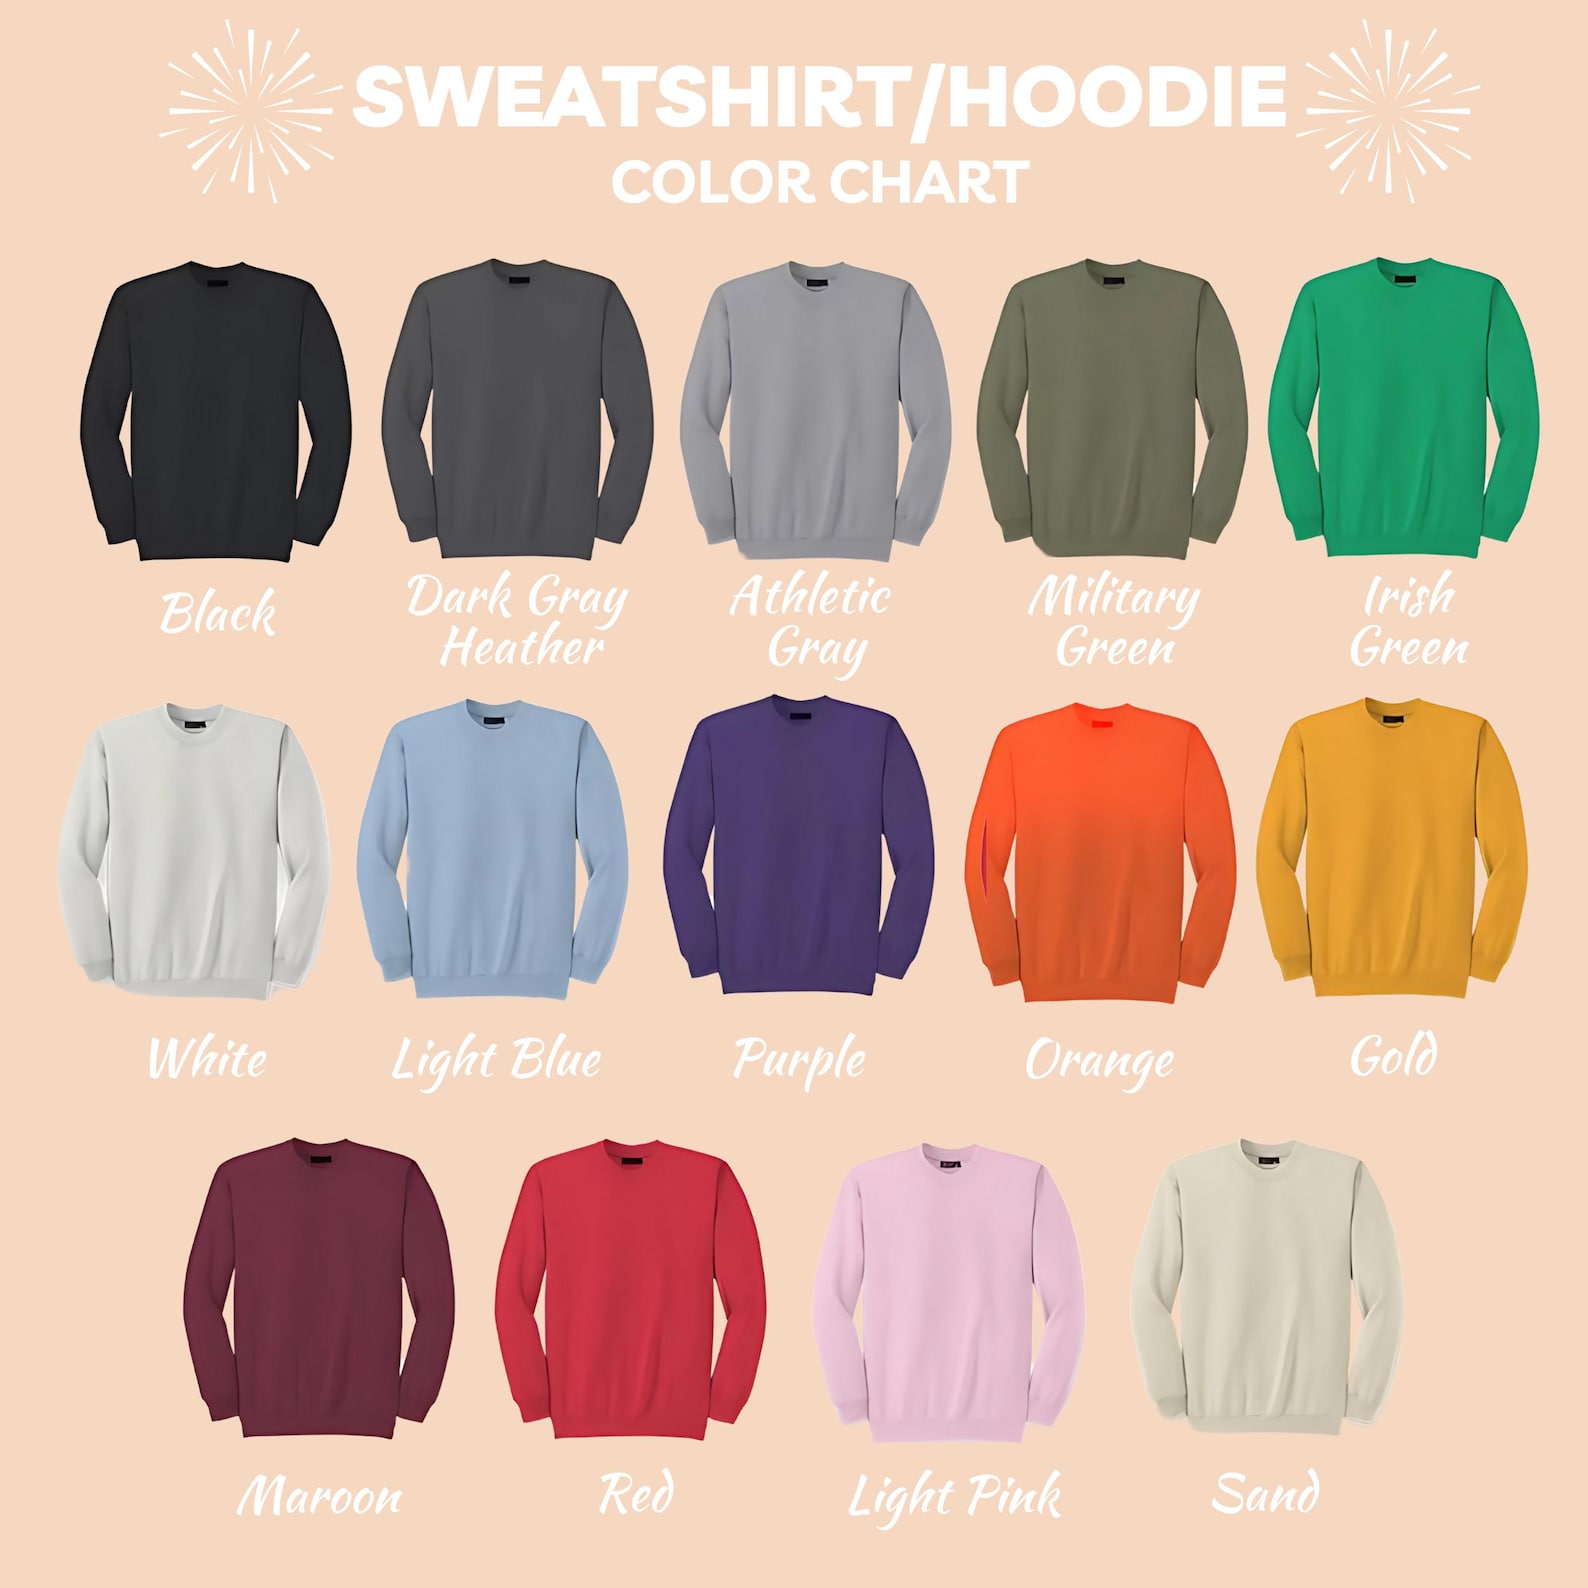 SWEATSHIRT/HOODIE
COLOR CHART
Black
Dark Gray
Heather
Athletic
Gray
Military
Green
Irish
Green
White
Light Blue
Purple
Orange
Gold
Maroon
Red
Light Pink
Sand